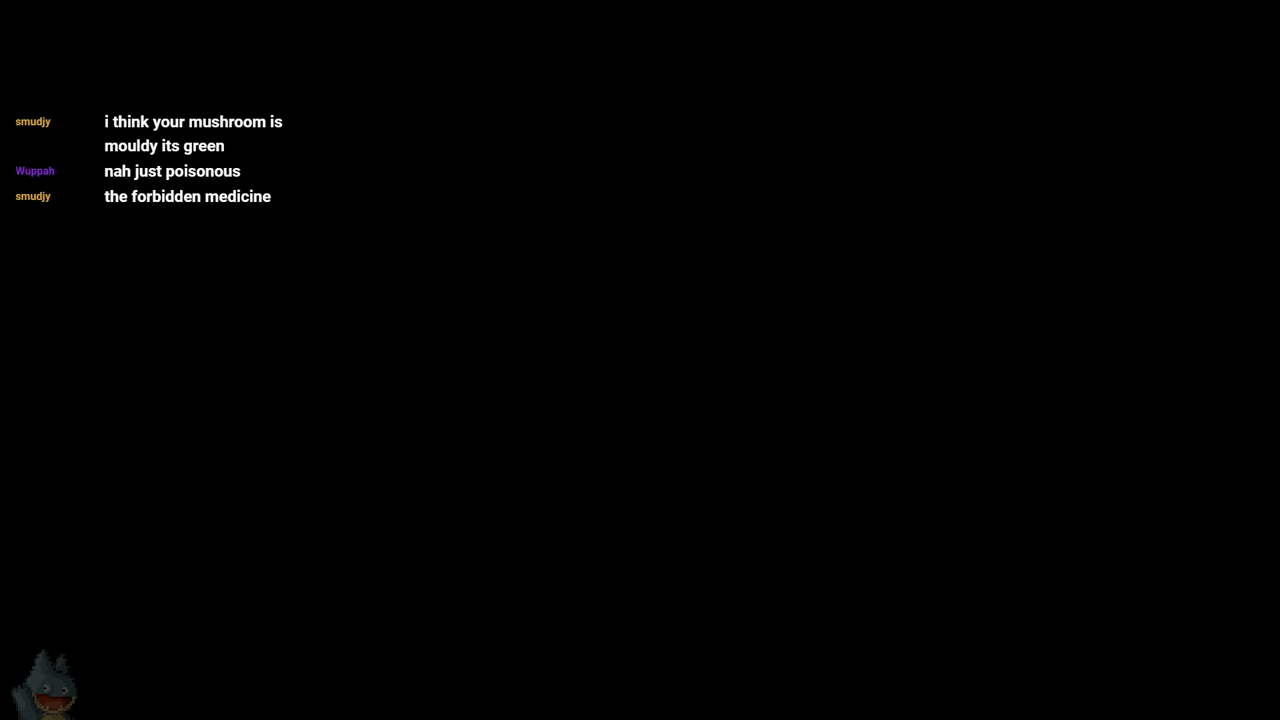 smudjy i think your mushroom is
mouldy its green
Wuppah nah just poisonous
smudjy the forbidden medicine